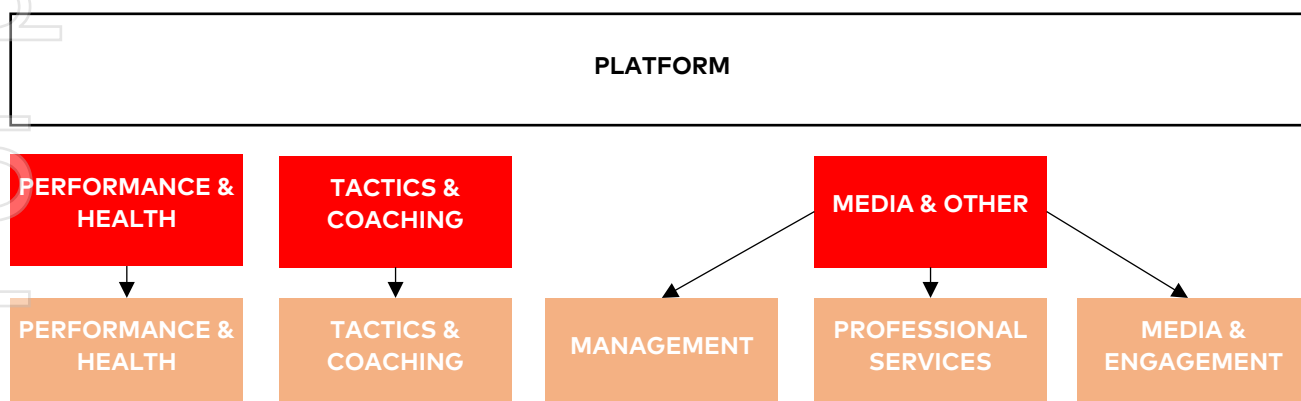 PLATFORM
PERFORMANCE &
HEALTH
TACTICS &
COACHING
MEDIA & OTHER
PERFORMANCE &
HEALTH
TACTICS &
COACHING
MANAGEMENT
PROFESSIONAL
SERVICES
MEDIA &
ENGAGEMENT